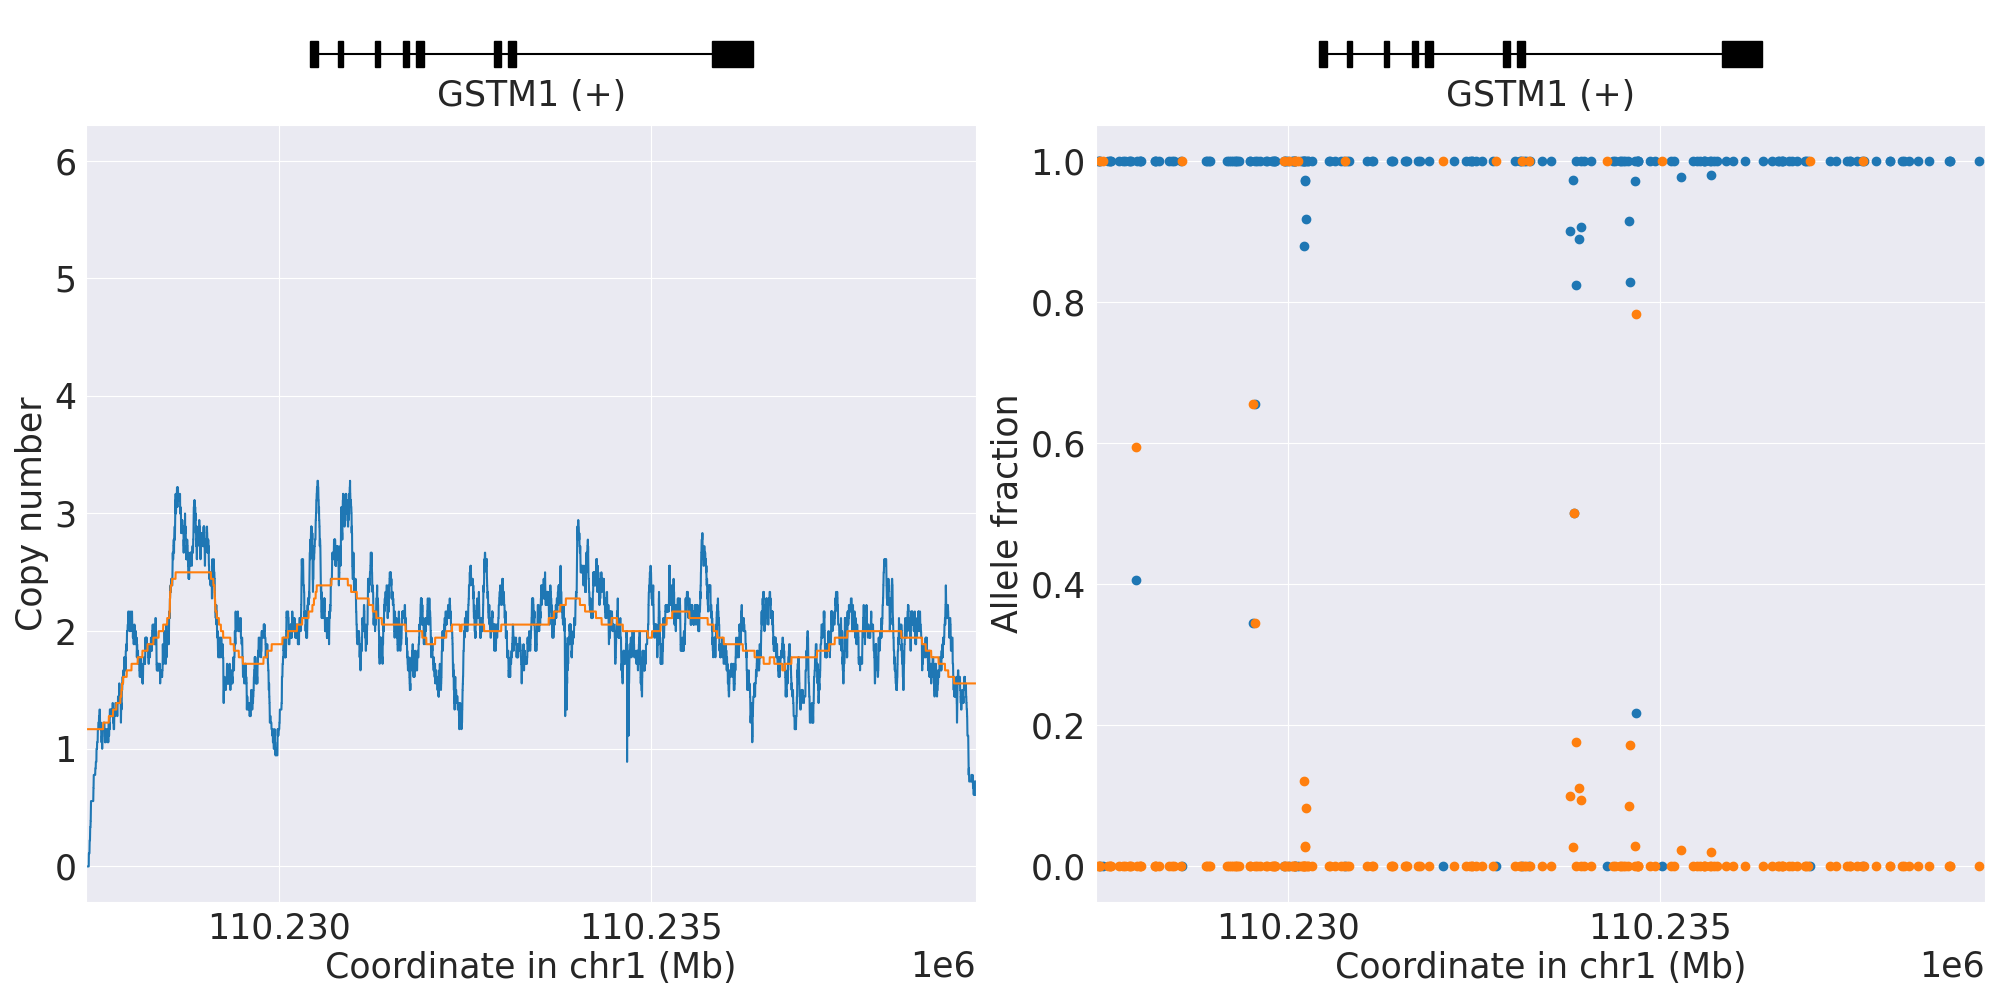 GSTM1 (+)
6
5
4
3
2
1
0
Copy number
110.230
110.235
Coordinate in chr1 (Mb)
1e6
GSTM1 (+)
1.0
0.8
0.6
0.4
0.2
0.0
Allele fraction
110.230
110.235
Coordinate in chr1 (Mb)
1e6